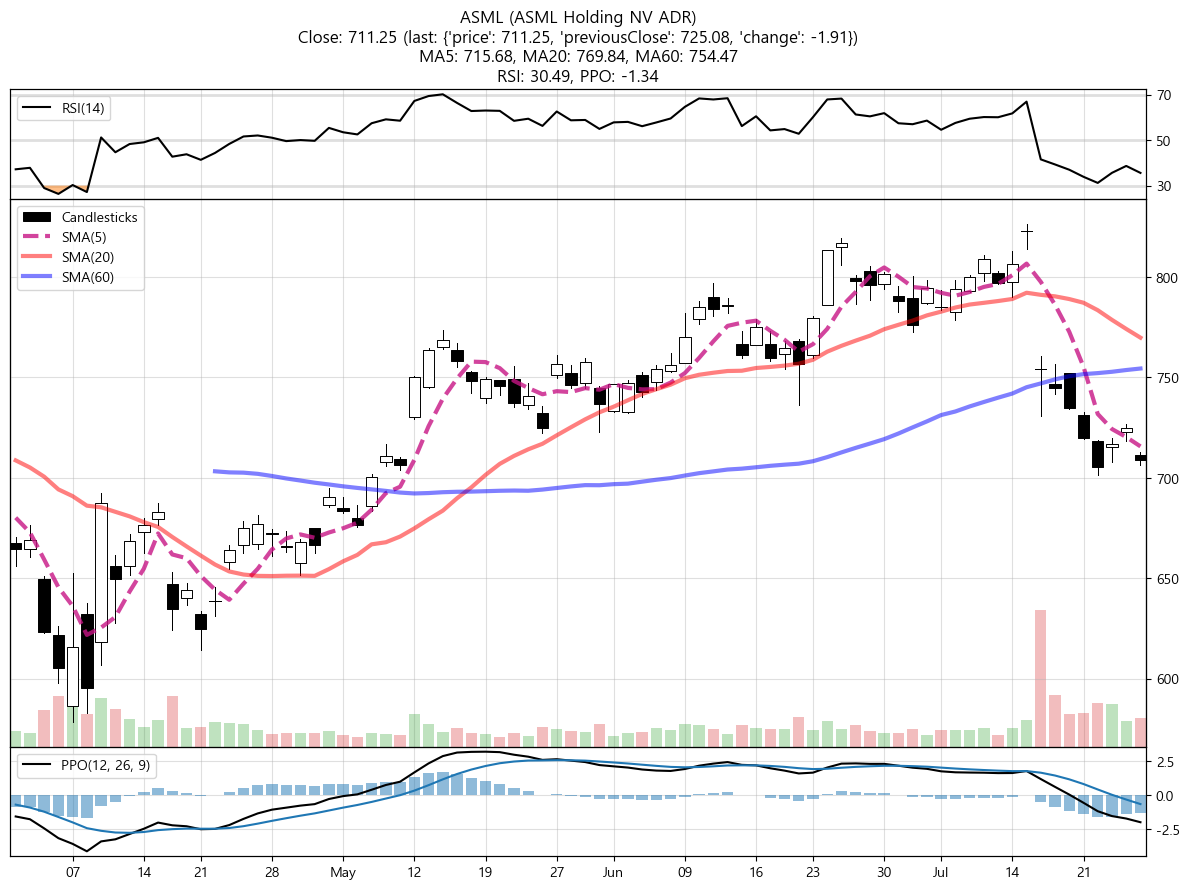 ASML (ASML Holding NV ADR)
Close: 711.25 (last: {'price': 711.25, 'previousClose': 725.08, 'change': -1.91})
MA5: 715.68, MA20: 769.84, MA60: 754.47
RSI: 30.49, PPO: -1.34
RSI(14)
70
50
30
Candlesticks
SMA(5)
SMA(20)
SMA(60)
800
750
700
650
600
PPO(12, 26, 9)
2.5
0.0
-2.5
07 14 21 28 May 12 19 27 Jun 09 16 23 30 Jul 14 21